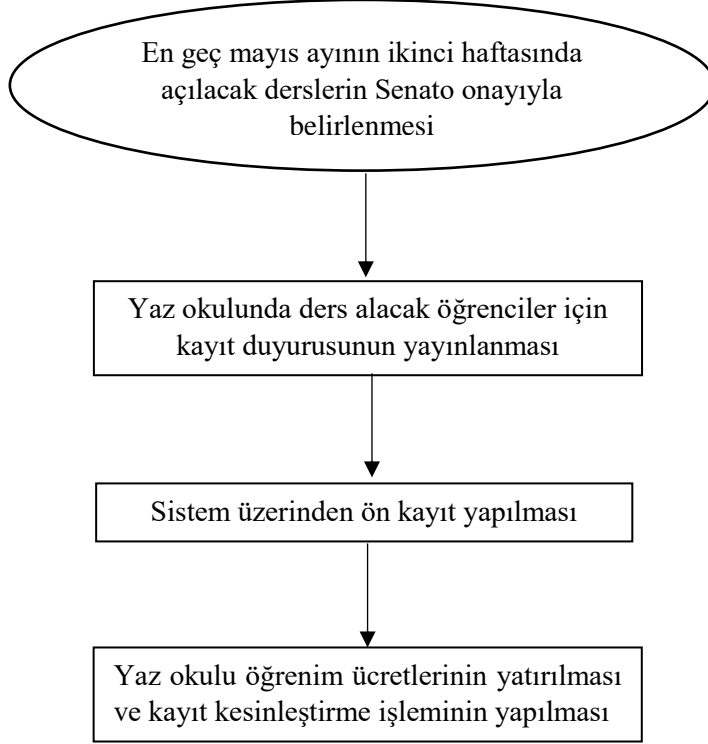 En geç mayıs ayının ikinci haftasında
açılacak derslerin Senato onayıyla
belirlenmesi
Yaz okulunda ders alacak öğrenciler için
kayıt duyurusunun yayınlanması
Sistem üzerinden ön kayıt yapılması
Yaz okulu öğrenim ücretlerinin yatırılması
ve kayıt kesinleştirme işleminin yapılması